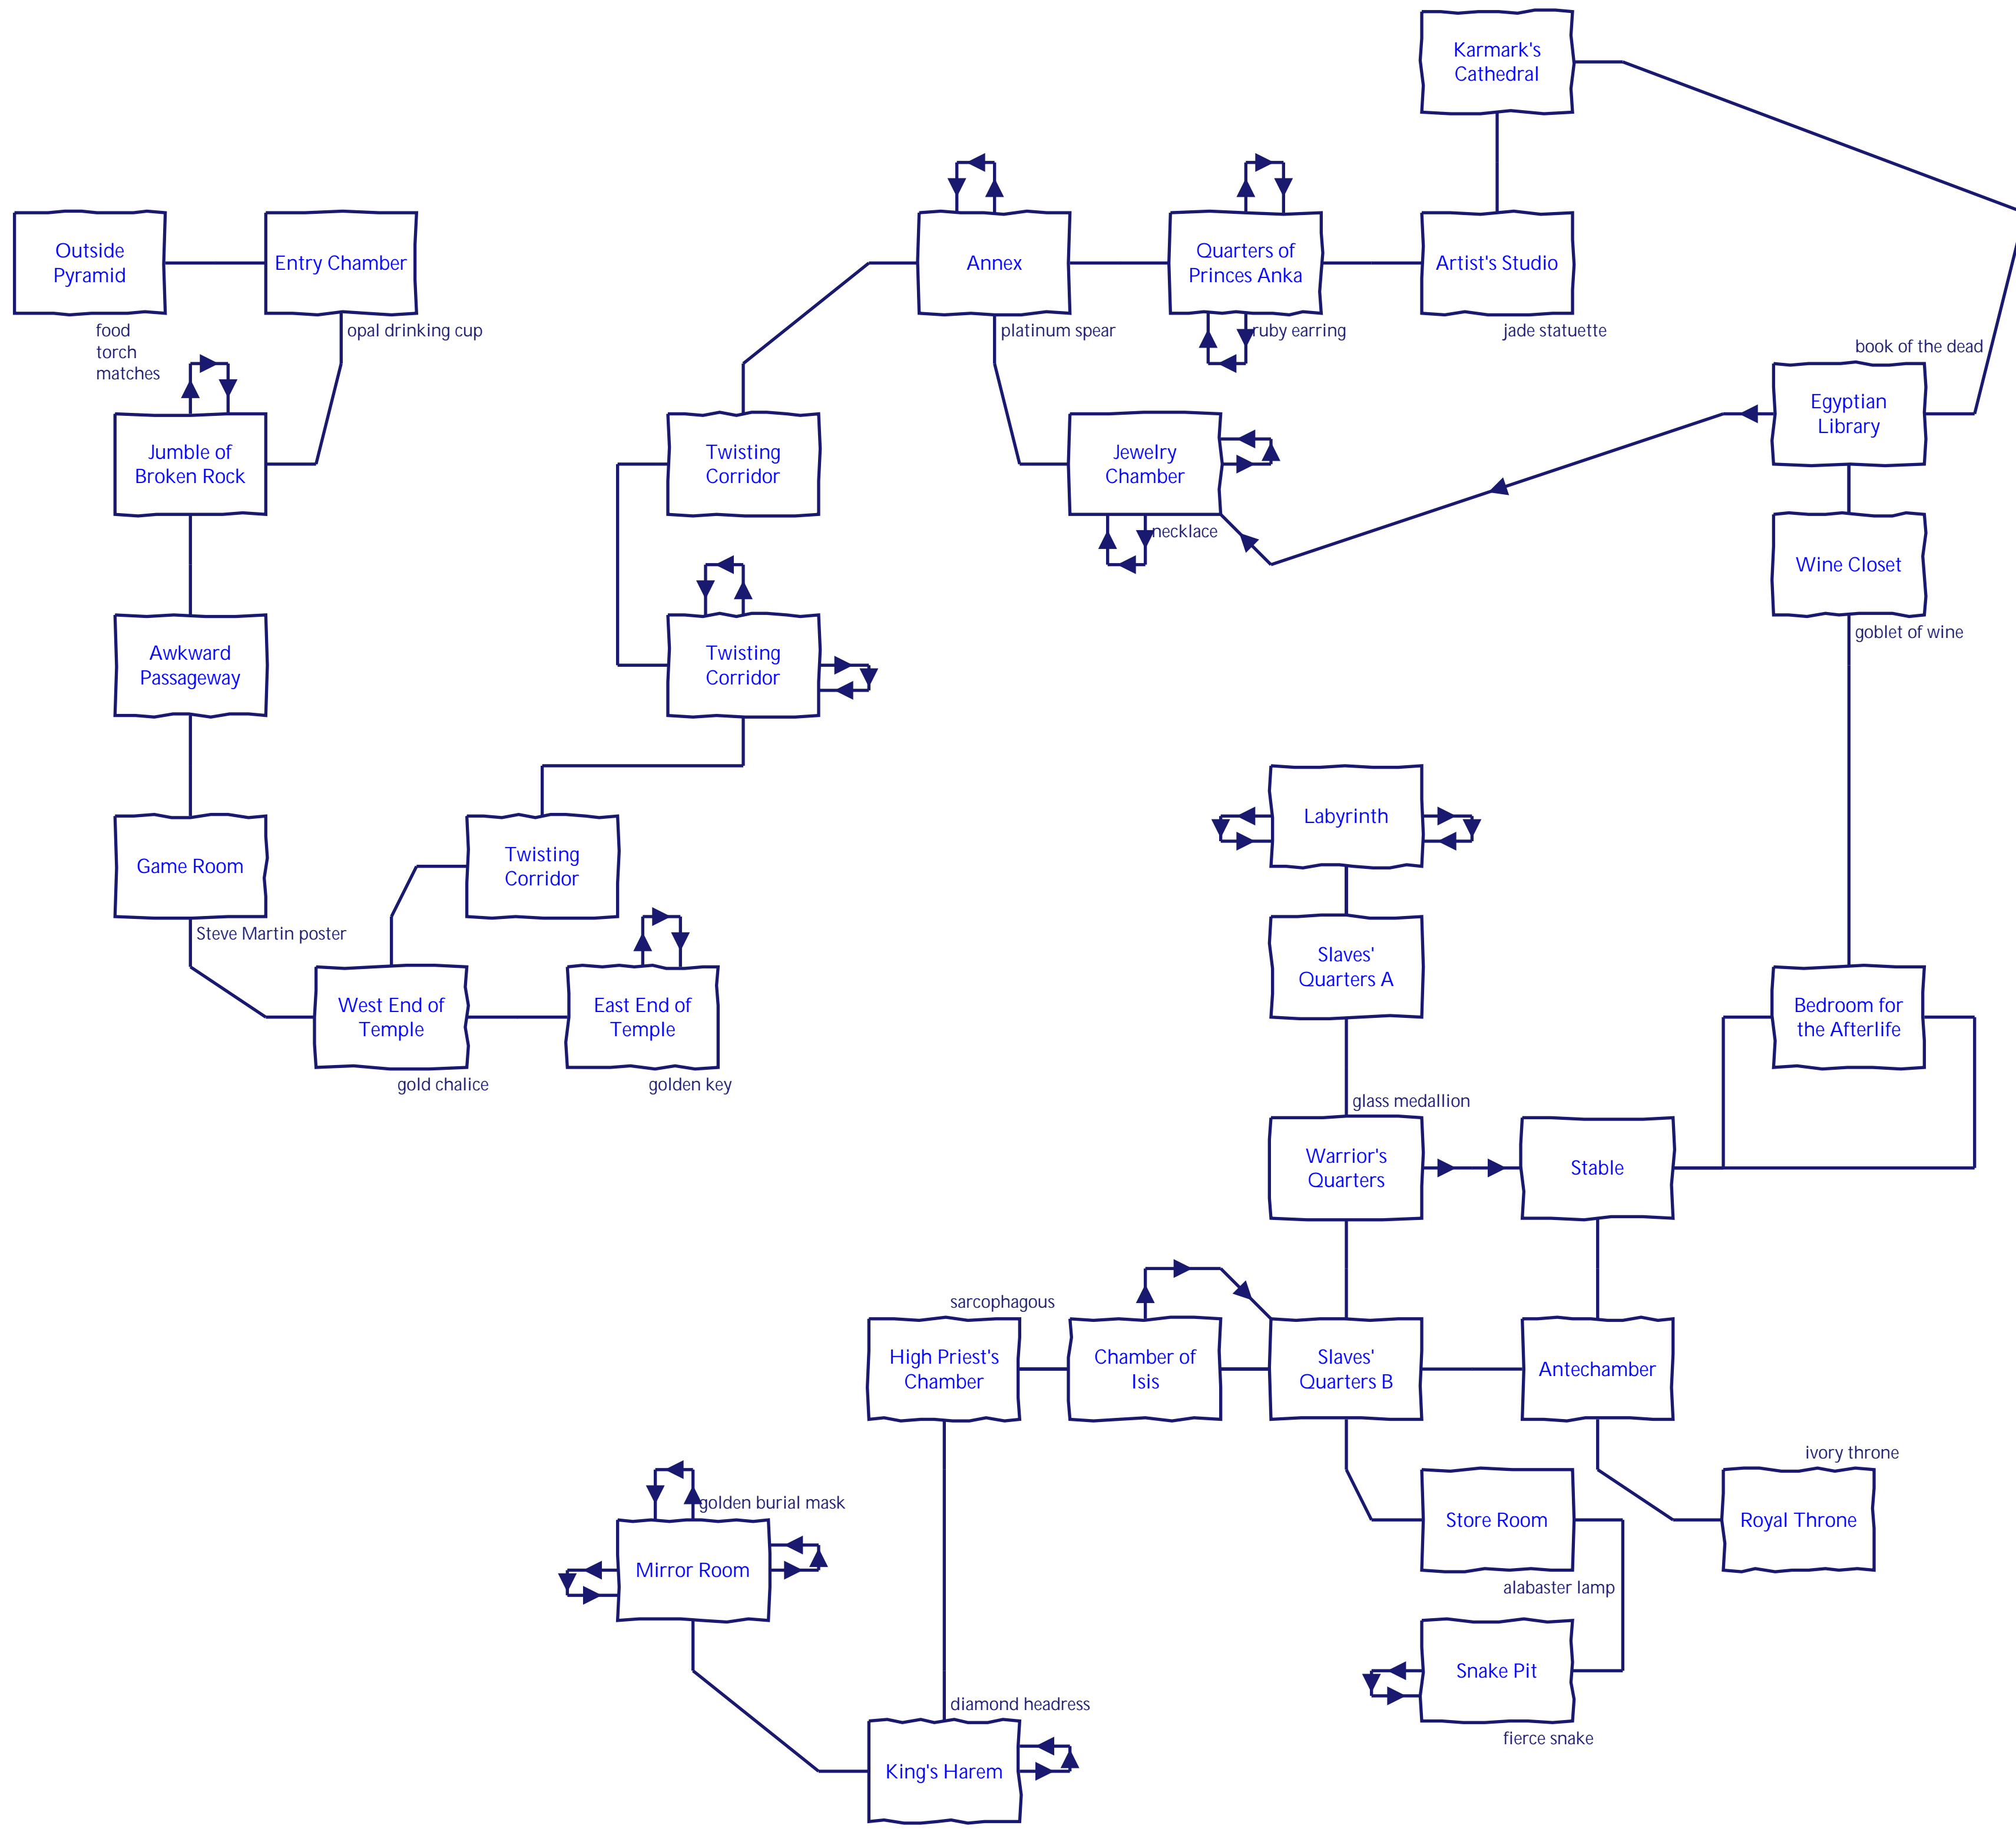 Karmark's
Cathedral
Outside
Pyramid
food
torch
matches
Entry Chamber
opal drinking cup
Annex
platinum spear
Quarters of
Princes Anka
ruby earring
Artist's Studio
jade statuette
book of the dead
Egyptian
Library
Jumble of
Broken Rock
Twisting
Corridor
Jewelry
Chamber
necklace
Wine Closet
goblet of wine
Awkward
Passageway
Twisting
Corridor
Labyrinth
Game Room
Steve Martin poster
Twisting
Corridor
Slaves'
Quarters A
West End of
Temple
gold chalice
East End of
Temple
golden key
Bedroom for
the Afterlife
glass medallion
Warrior's
Quarters
Stable
sarcophagous
High Priest's
Chamber
Chamber of
Isis
Slaves'
Quarters B
Antechamber
ivory throne
Royal Throne
golden burial mask
Mirror Room
Store Room
alabaster lamp
Snake Pit
fierce snake
diamond headress
King's Harem